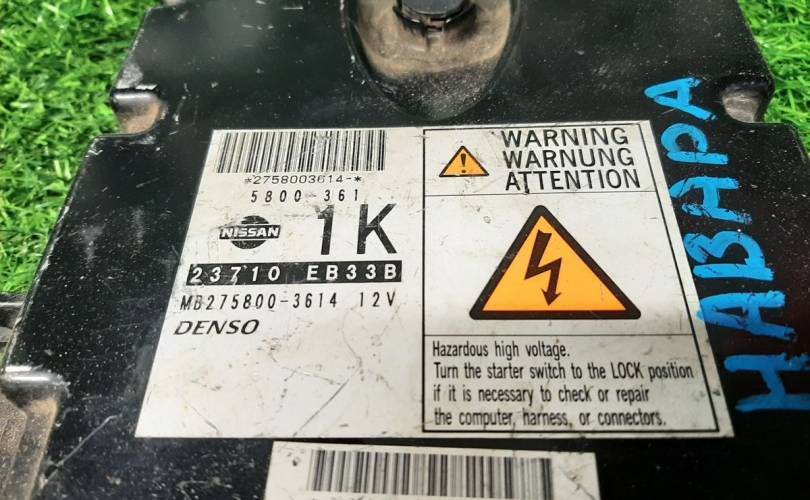 *2758003614-*
5800-361
NISSAN
1K
23710 EB33B
MB275800-3614 12V
DENSO
WARNING
WARNUNG
ATTENTION
Hazardous high voltage.
Turn the starter switch to the LOCK position
if it is necessary to check or repair
the computer, harness, or connectors.
НАВАРА